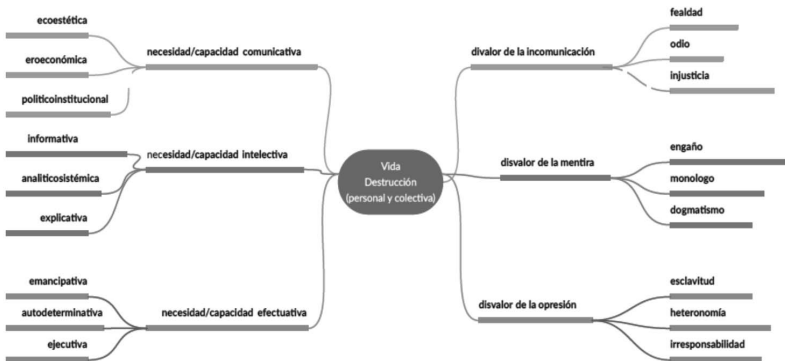 ecoestética
necesidad/capacidad comunicativa
eroeconómica
politicoinstitucional
informativa
necesidad/capacidad intelectiva
analiticosistémica
explicativa
emancipativa
autodeterminativa
necesidad/capacidad efectuativa
ejecutiva
Vida
Destrucción
(personal y colectiva)
fealdad
divalor de la incomunicación
odio
injusticia
engaño
disvalor de la mentira
monologo
dogmatismo
esclavitud
disvalor de la opresión
heteronomía
irresponsabilidad